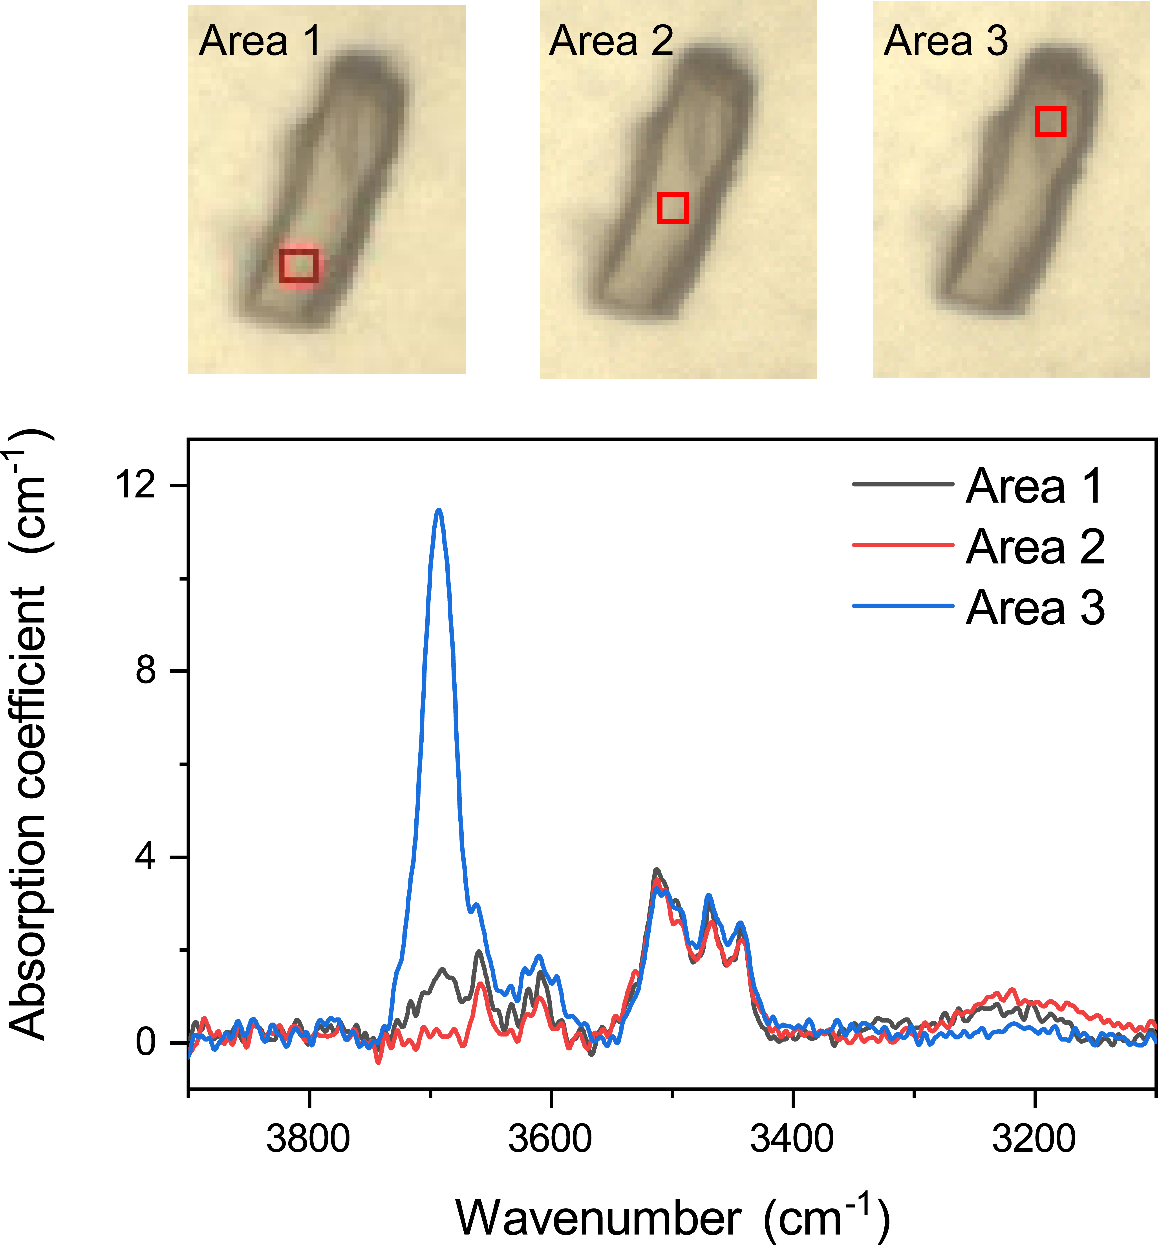 Area 1
Area 2
Area 3
Absorption coefficient (cm⁻¹)
12
8
4
0
Area 1
Area 2
Area 3
3800
3600
3400
3200
Wavenumber (cm⁻¹)